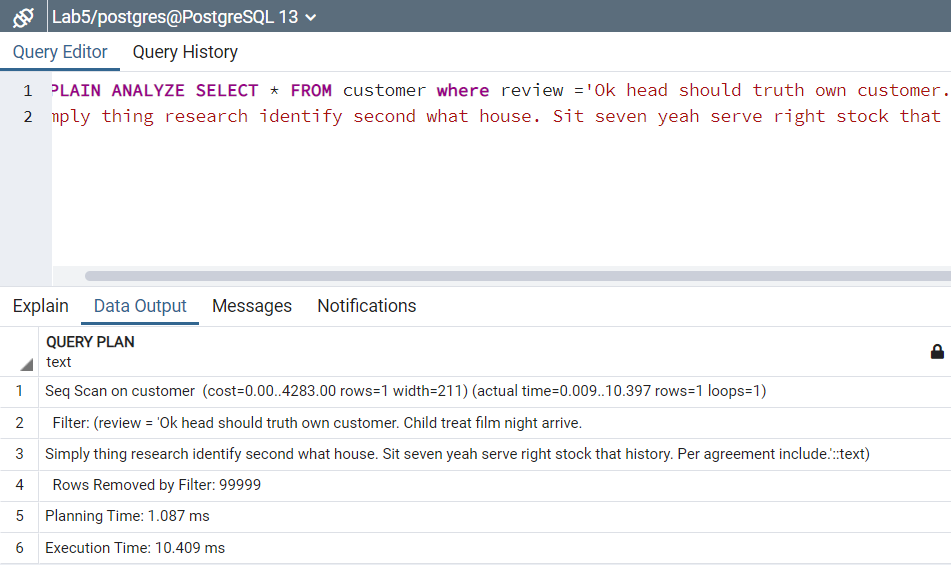 Lab5/postgres@PostgreSQL 13
Query Editor Query History
1 PLAIN ANALYZE SELECT * FROM customer where review ='Ok head should truth own customer.
2 mply thing research identify second what house. Sit seven yeah serve right stock that
Explain Data Output Messages Notifications
QUERY PLAN
text
1 Seq Scan on customer (cost=0.00..4283.00 rows=1 width=211) (actual time=0.009..10.397 rows=1 loops=1)
2 Filter: (review = 'Ok head should truth own customer. Child treat film night arrive.
3 Simply thing research identify second what house. Sit seven yeah serve right stock that history. Per agreement include.'::text)
4 Rows Removed by Filter: 99999
5 Planning Time: 1.087 ms
6 Execution Time: 10.409 ms